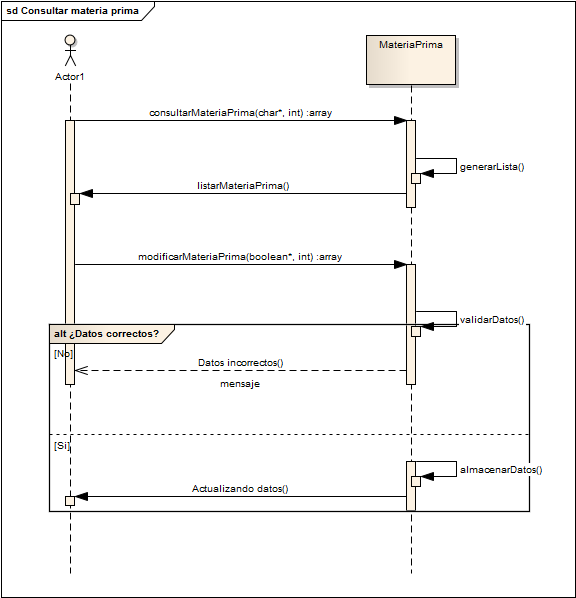 sd Consultar materia prima
MateriaPrima
Actor1
consultarMateriaPrima(char*, int) :array
generarLista()
listarMateriaPrima()
modificarMateriaPrima(boolean*, int) :array
validarDatos()
alt ¿Datos correctos?
[No]
Datos incorrectos()
mensaje
[Si]
almacenarDatos()
Actualizando datos()